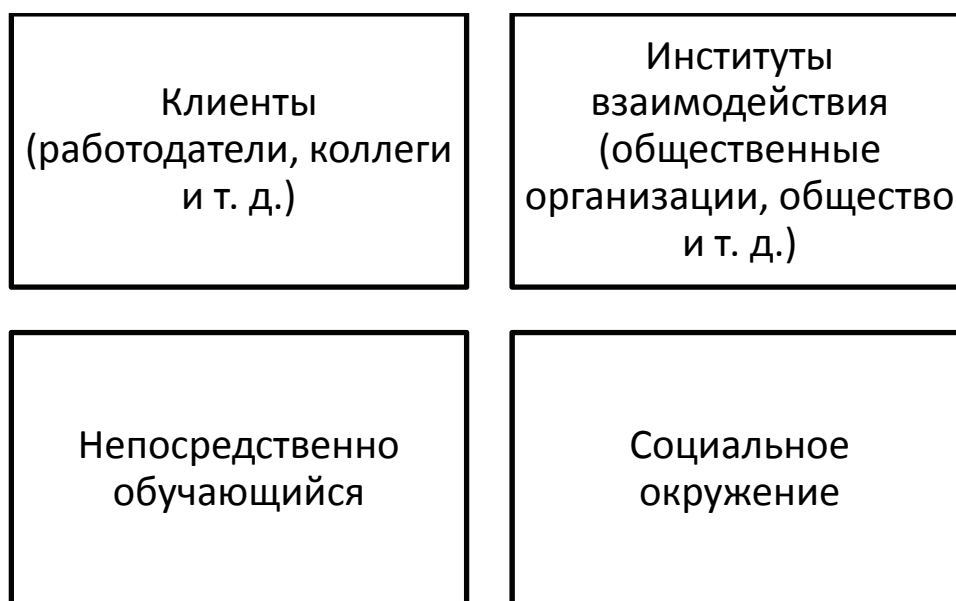 Клиенты
(работодатели, коллеги
и т. д.)
Институты
взаимодействия
(общественные
организации, общество
и т. д.)
Непосредственно
обучающийся
Социальное
окружение